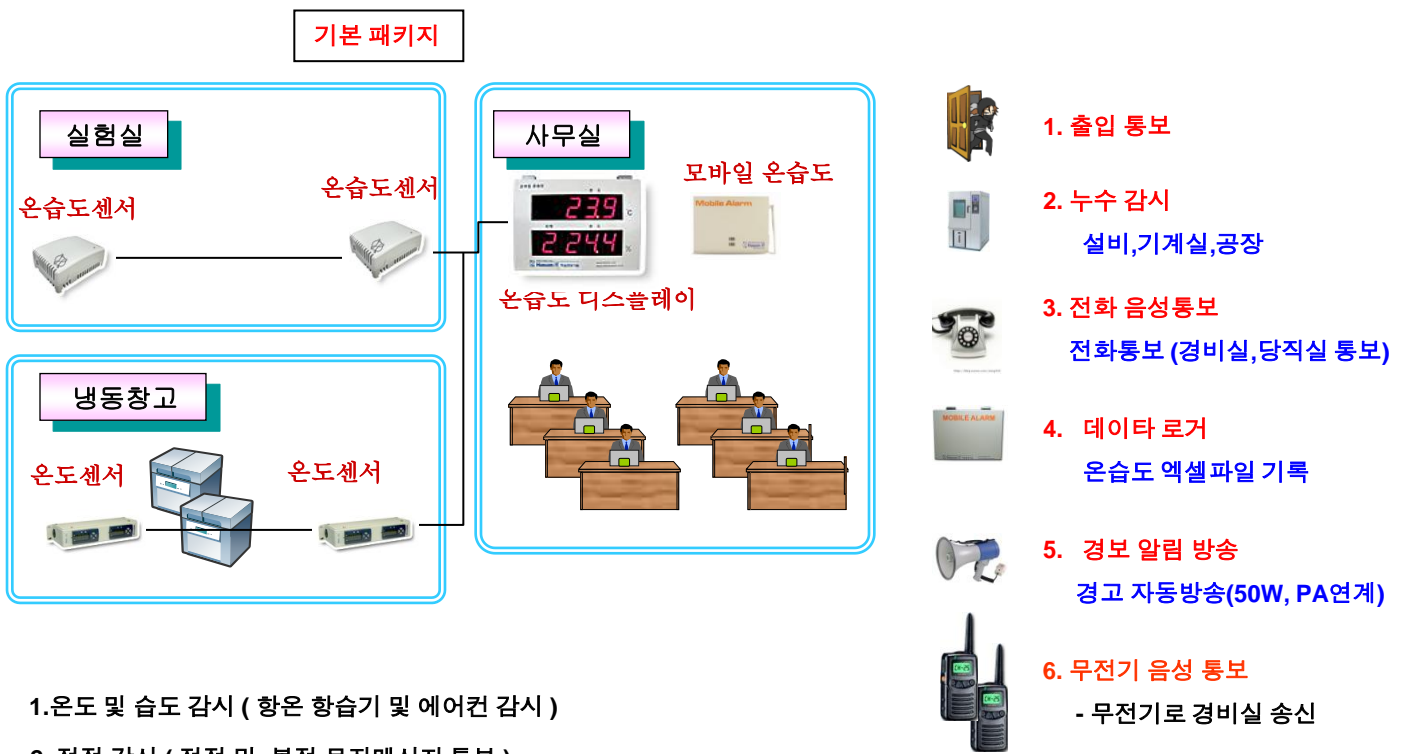 기본 패키지
실험실
온습도센서
온습도센서
사무실
모바일 온습도
23.9
2 24.4
Mobile Alarm
온습도 디스플레이
냉동창고
온도센서
온도센서
1.온도 및 습도 감시 ( 항온 항습기 및 에어컨 감시 )
1. 출입 통보
2. 누수 감시
설비,기계실,공장
3. 전화 음성통보
전화통보 (경비실,당직실 통보)
MOBILE ALARM
4. 데이타 로거
온습도 엑셀파일 기록
5. 경보 알림 방송
경고 자동방송(50W, PA연계)
6. 무전기 음성 통보
- 무전기로 경비실 송신